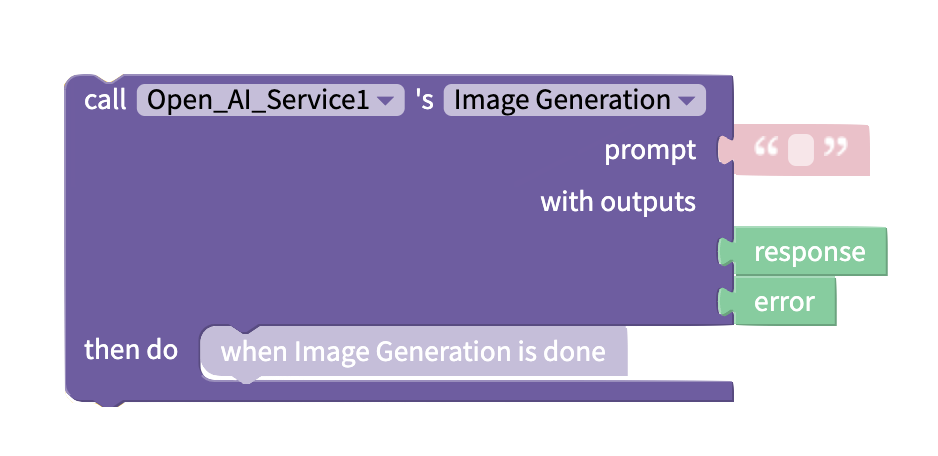 call Open_AI_Service1 's Image Generation
prompt “ ”
with outputs
response
error
then do when Image Generation is done